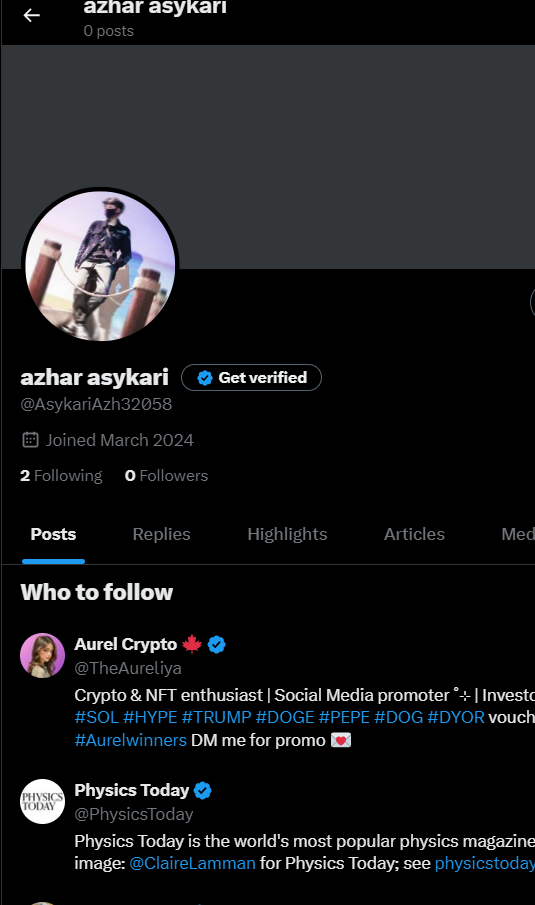 azhar asykari
0 posts
azhar asykari Get verified
@AsykariAzh32058
Joined March 2024
2 Following 0 Followers
Posts Replies Highlights Articles Med
Who to follow
Aurel Crypto 🍁
@TheAureliya
Crypto & NFT enthusiast | Social Media promoter ˚⊹ | Investo
#SOL #HYPE #TRUMP #DOGE #PEPE #DOG #DYOR vouch
#Aurelwinners DM me for promo 💌
PHYSICS
TODAY
Physics Today
@PhysicsToday
Physics Today is the world's most popular physics magazine
image: @ClaireLamman for Physics Today; see physicstoday